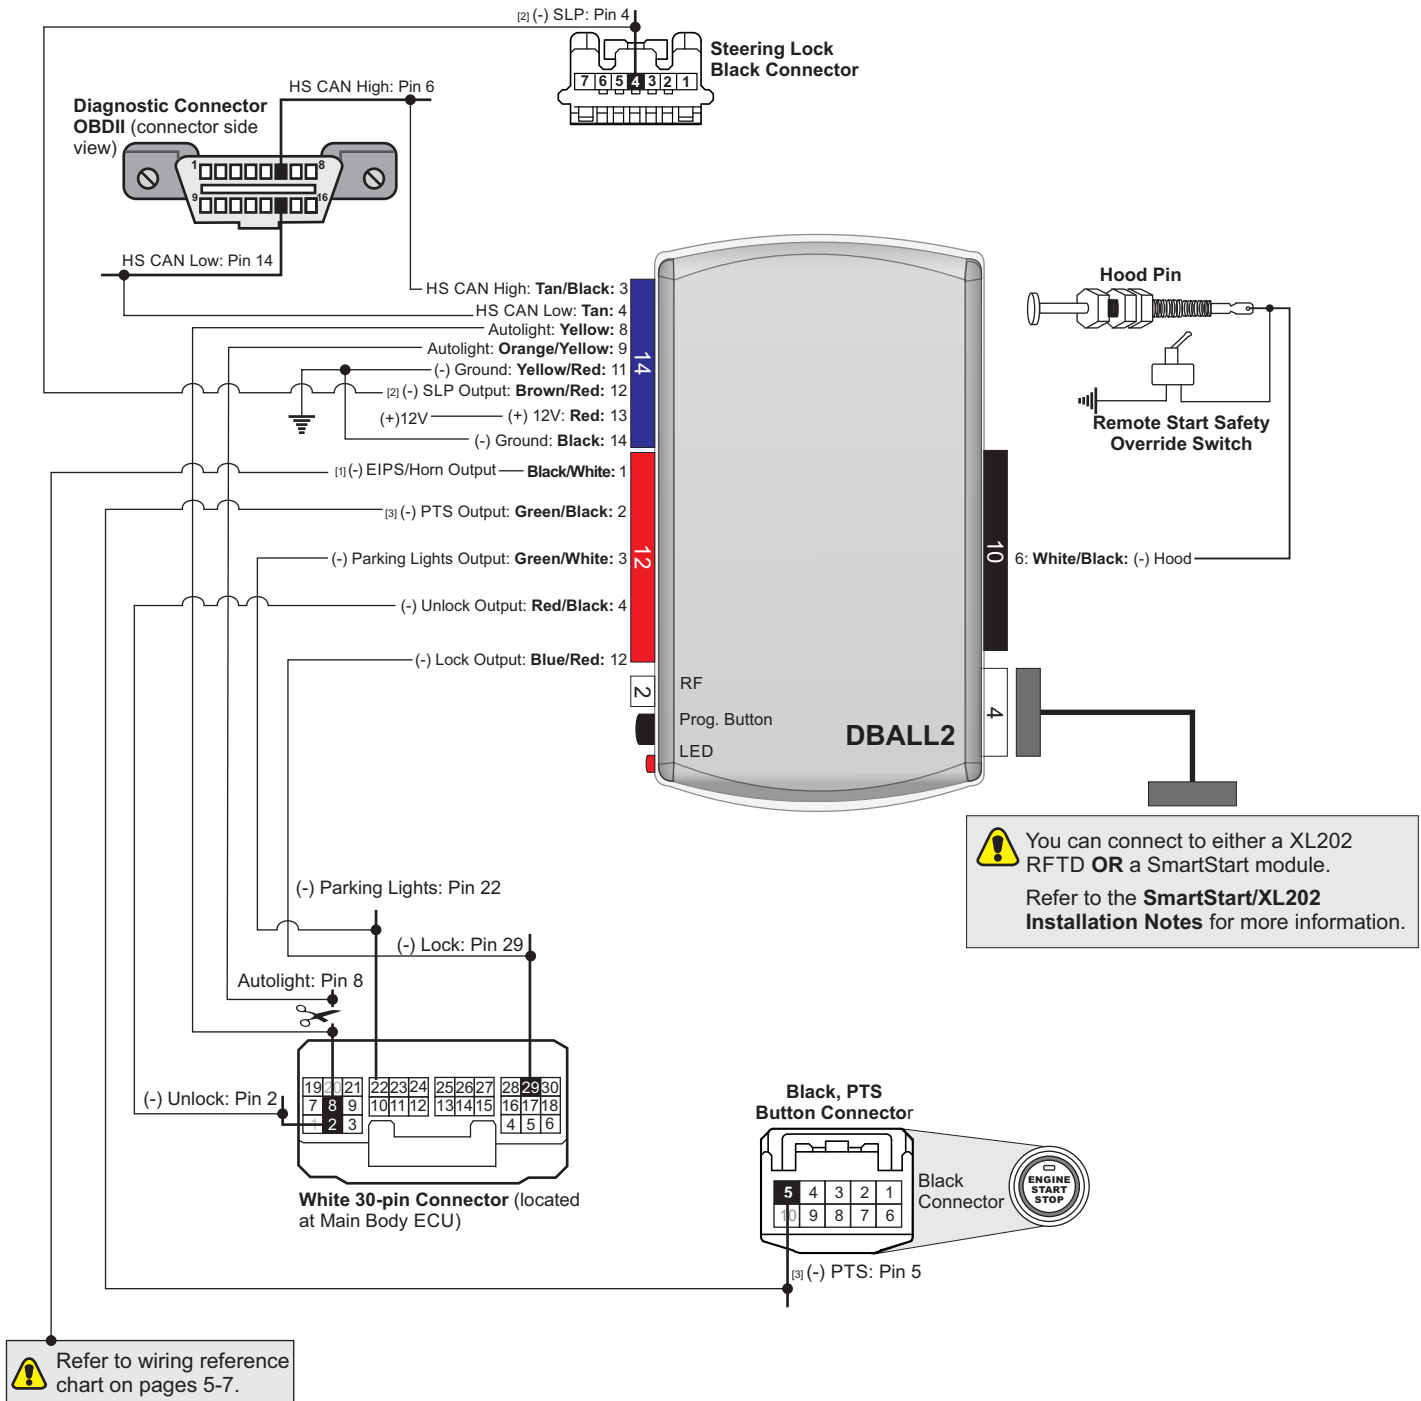 [2] (-) SLP: Pin 4
Steering Lock
Black Connector
7 6 5 4 3 2 1
HS CAN High: Pin 6
Diagnostic Connector
OBDII (connector side
view)
1 8
9 16
HS CAN Low: Pin 14
HS CAN High: Tan/Black: 3
HS CAN Low: Tan: 4
Autolight: Yellow: 8
Autolight: Orange/Yellow: 9
(-) Ground: Yellow/Red: 11
[2] (-) SLP Output: Brown/Red: 12
(+)12V (+) 12V: Red: 13
(-) Ground: Black: 14
14
[1] (-) EIPS/Horn Output Black/White: 1
[3] (-) PTS Output: Green/Black: 2
(-) Parking Lights Output: Green/White: 3
(-) Unlock Output: Red/Black: 4
(-) Lock Output: Blue/Red: 12
12
2
RF
Prog. Button
LED
DBALL2
Hood Pin
Remote Start Safety
Override Switch
10
6: White/Black: (-) Hood
4
You can connect to either a XL202
RFTD OR a SmartStart module.
Refer to the SmartStart/XL202
Installation Notes for more information.
(-) Parking Lights: Pin 22
(-) Lock: Pin 29
Autolight: Pin 8
(-) Unlock: Pin 2
19 20 21 22 23 24 25 26 27 28 29 30
7 8 9 10 11 12 13 14 15 16 17 18
1 2 3 4 5 6
White 30-pin Connector (located
at Main Body ECU)
Black, PTS
Button Connector
5 4 3 2 1
10 9 8 7 6
Black
Connector
ENGINE
START
STOP
[3] (-) PTS: Pin 5
Refer to wiring reference
chart on pages 5-7.